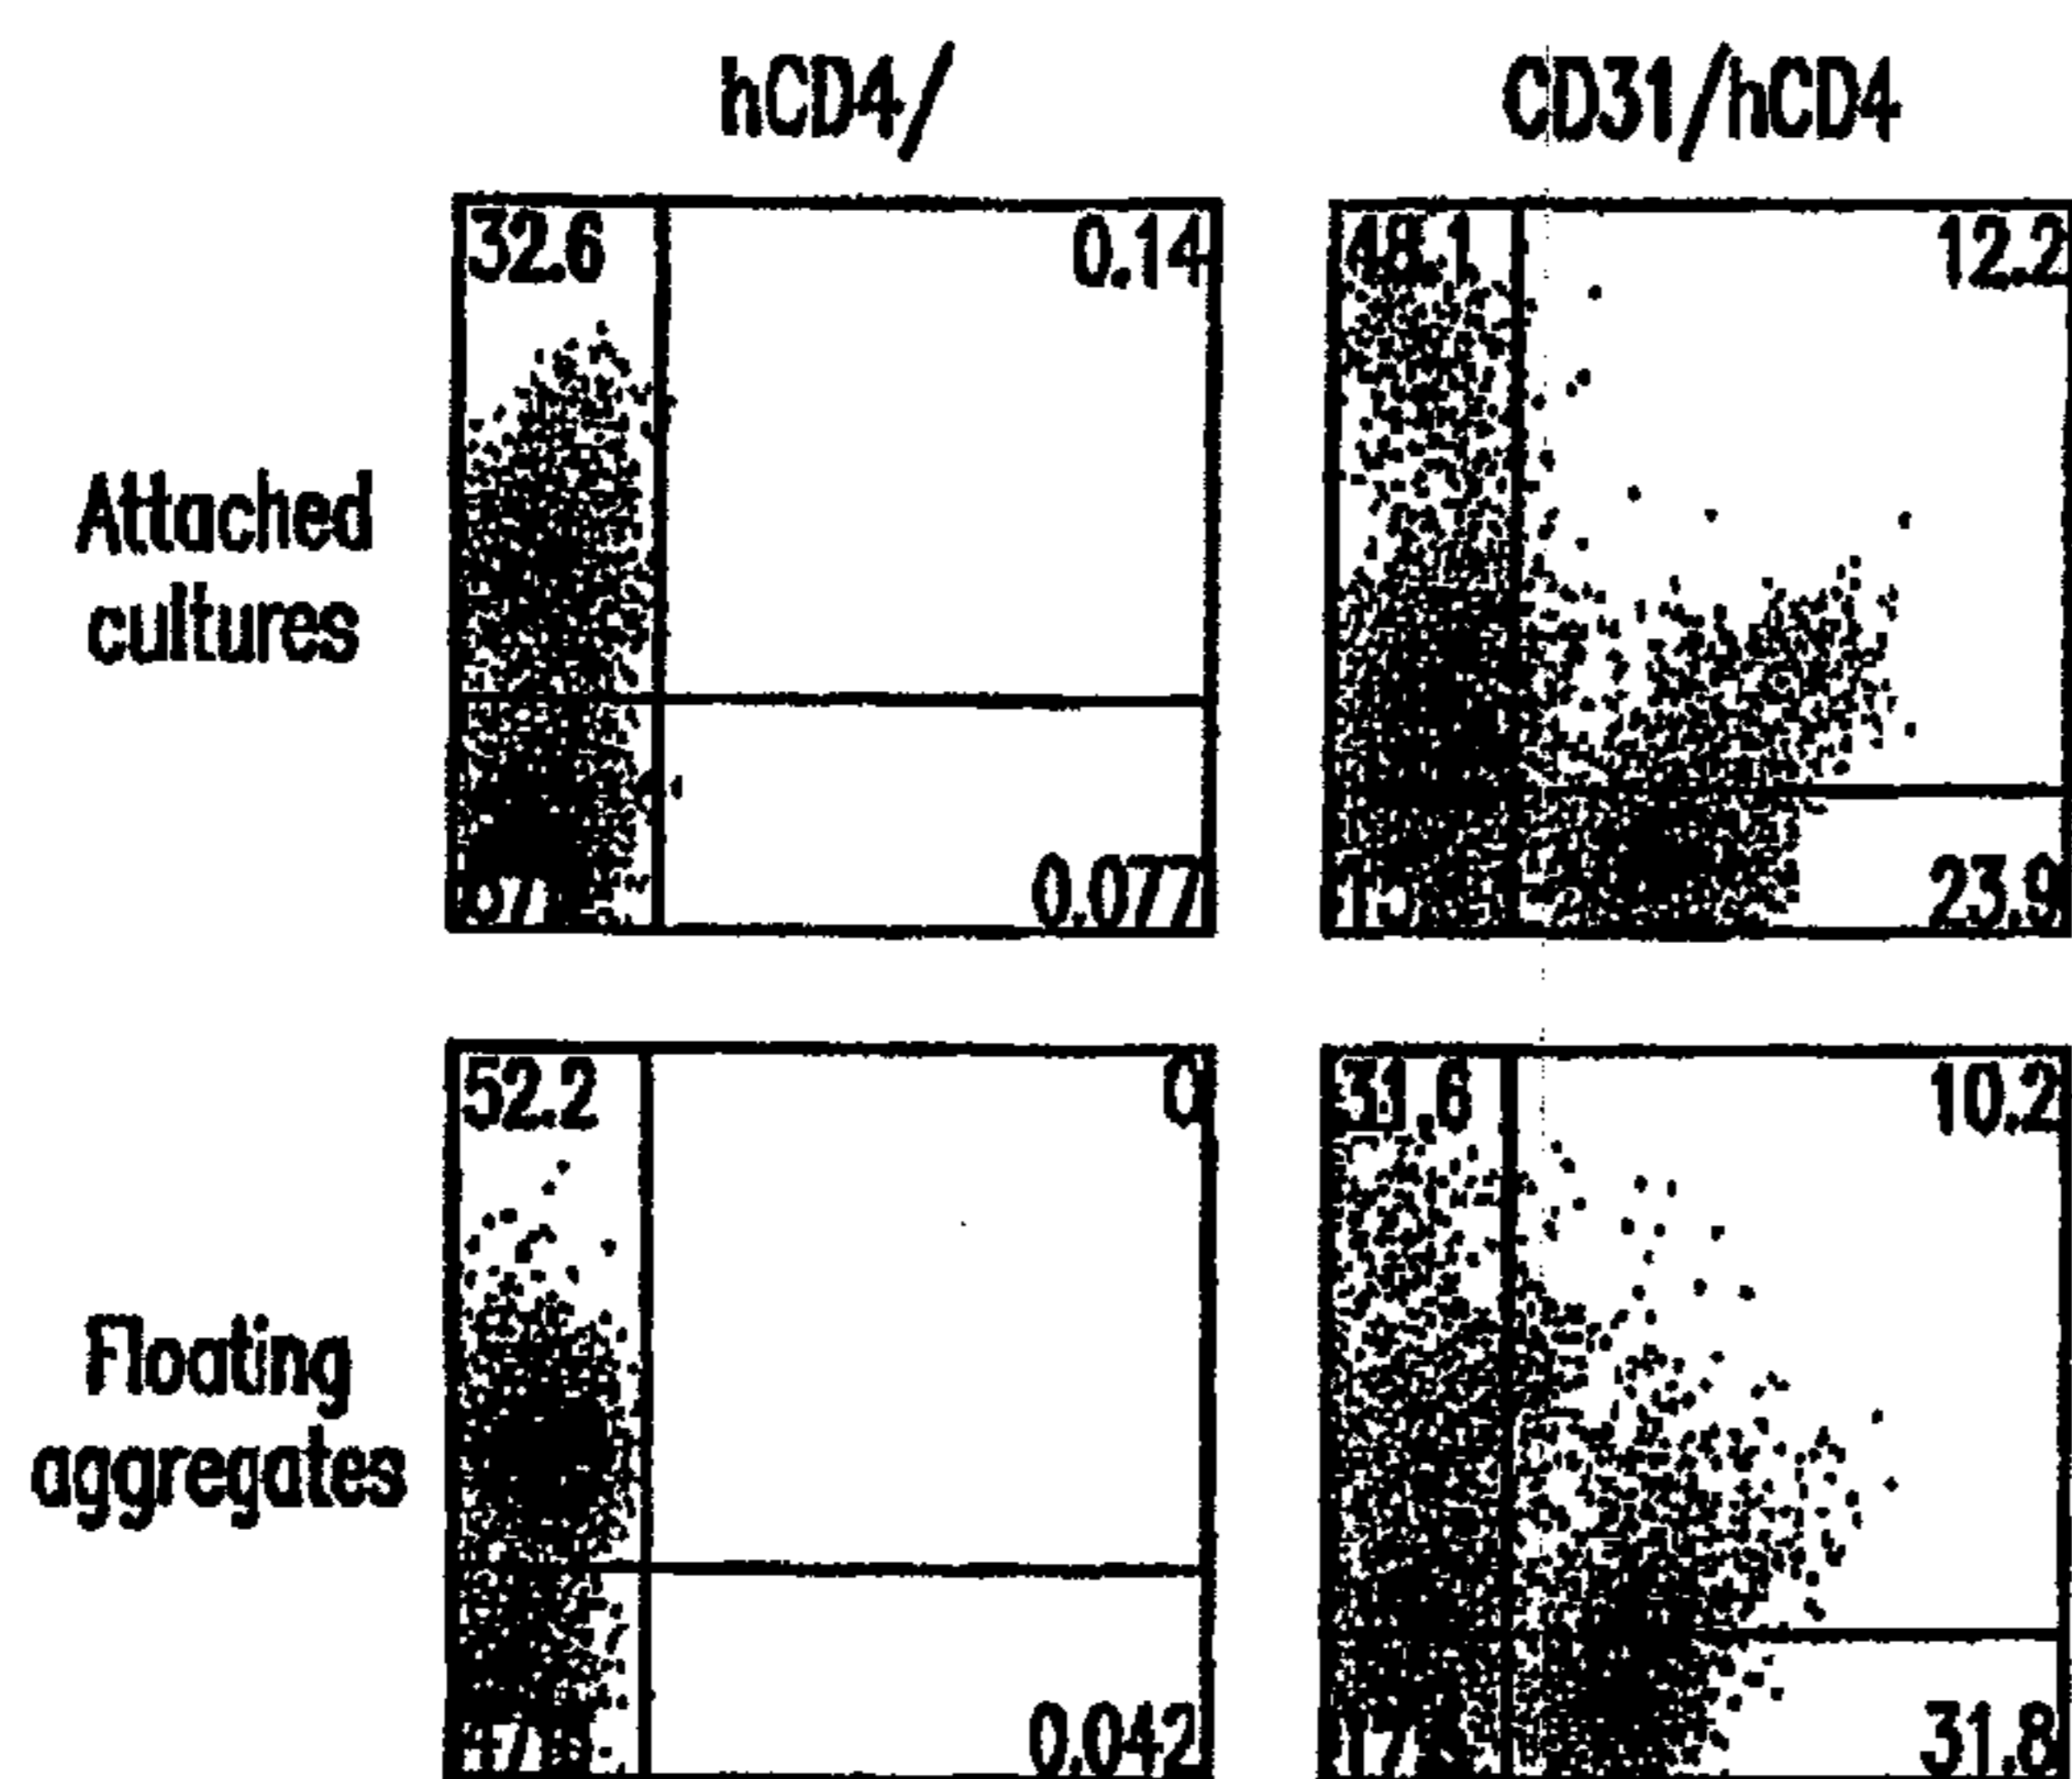 hCD4/ CD31/hCD4
32.6 0.14 48.1 12.2
Attached
cultures
0.077 23.9
52.2 0 31.6 10.2
Floating
aggregates
0.042 31.8